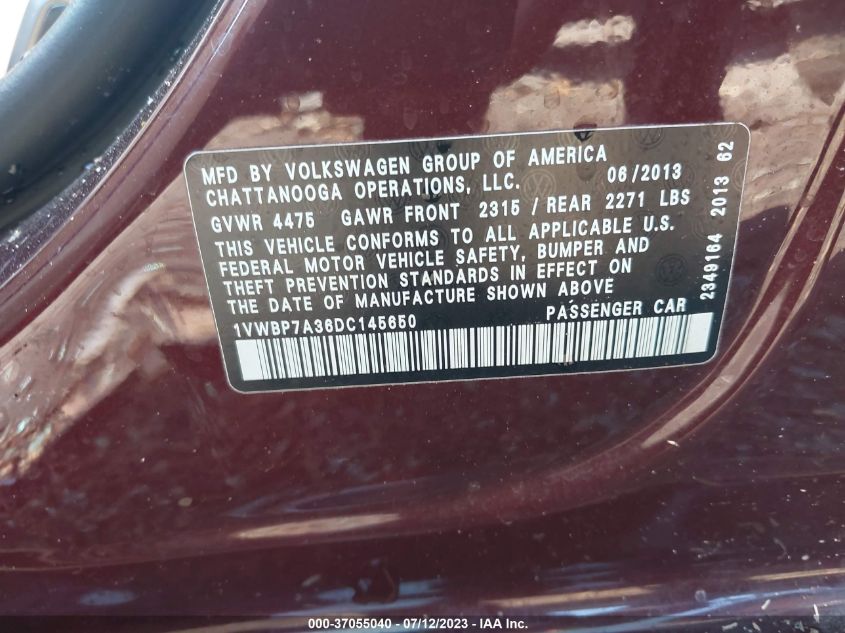 MFD BY VOLKSWAGEN GROUP OF AMERICA
CHATTANOOGA OPERATIONS, LLC. 06/2013
GVWR 4475 GAWR FRONT 2315 / REAR 2271 LBS
THIS VEHICLE CONFORMS TO ALL APPLICABLE U.S.
FEDERAL MOTOR VEHICLE SAFETY, BUMPER AND
THEFT PREVENTION STANDARDS IN EFFECT ON
THE DATE OF MANUFACTURE SHOWN ABOVE
1VWBP7A36DC145650 PASSENGER CAR
2349164 2013 62
000-37055040 - 07/12/2023 - IAA Inc.